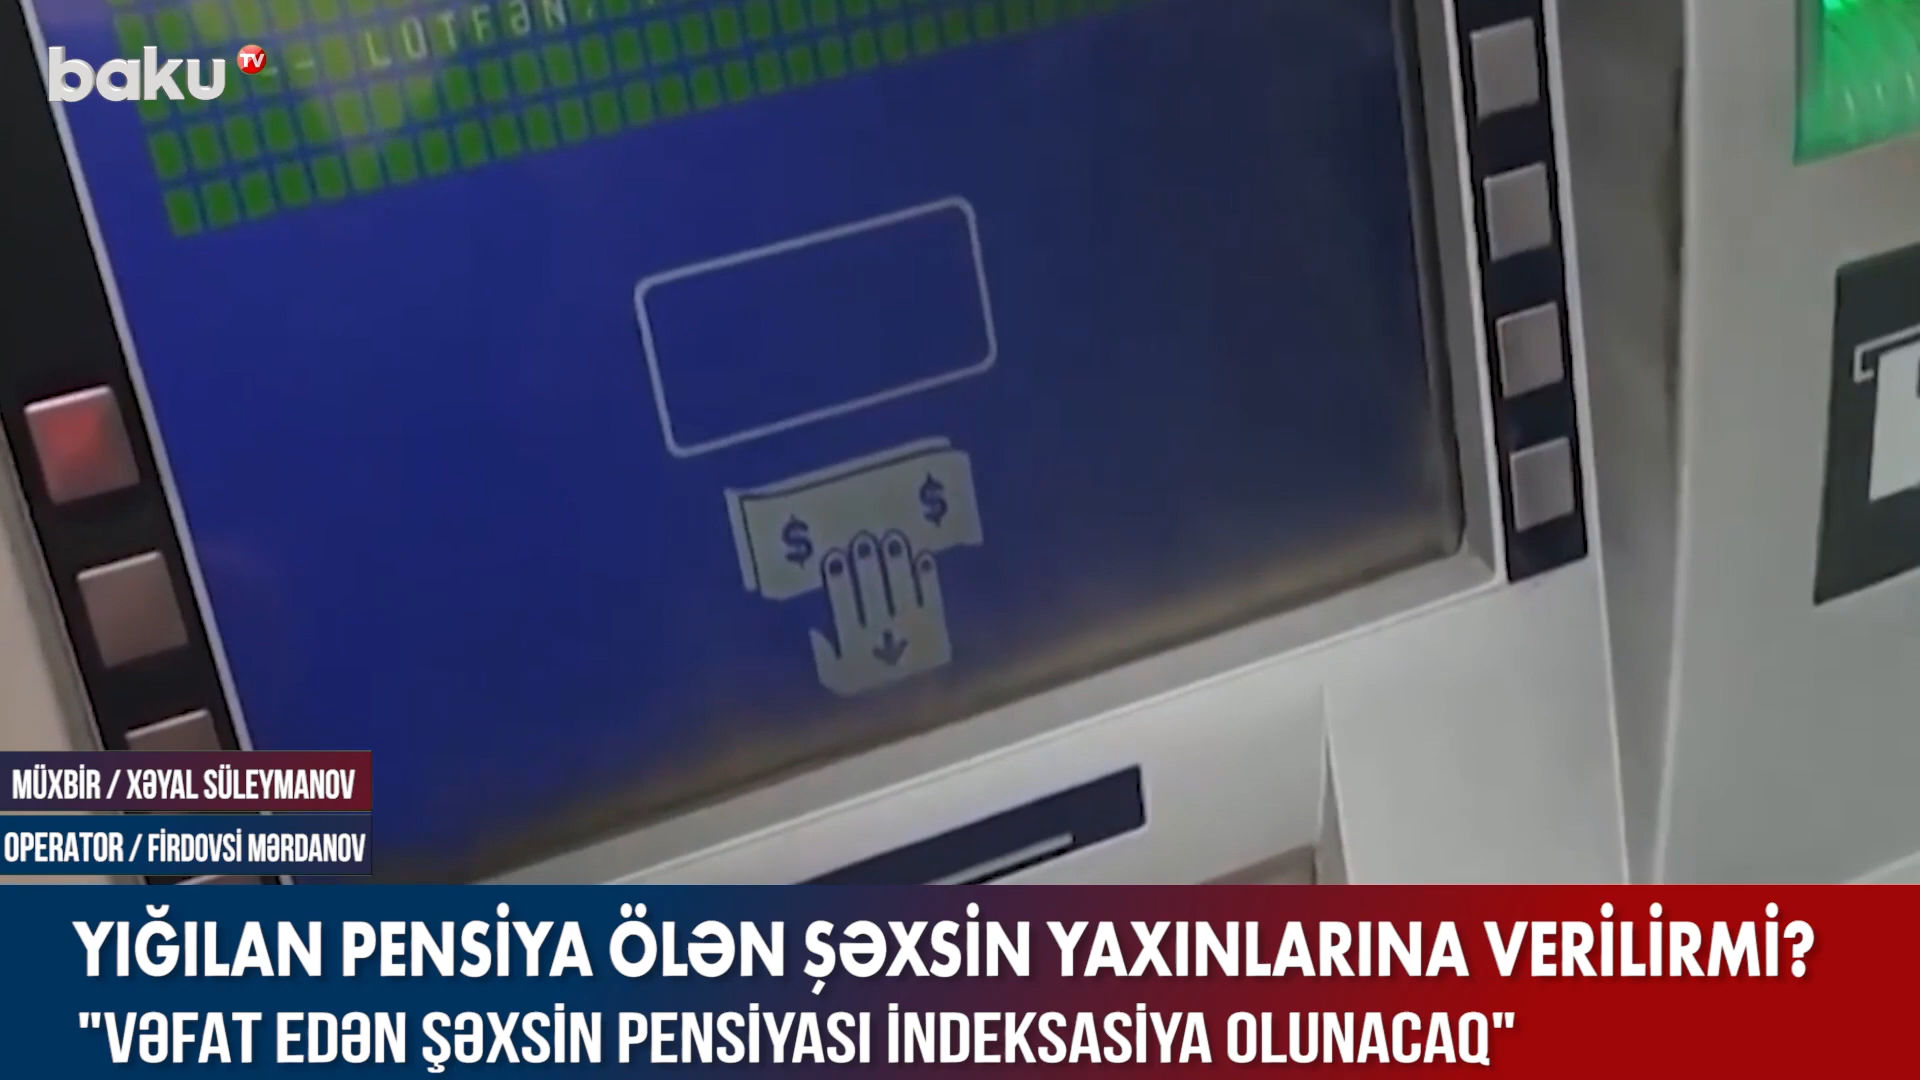 -- LÜTFƏN,
baku TV
MÜXBİR / XƏYAL SÜLEYMANOV
OPERATOR / FİRDOVSİ MƏRDANOV
YIĞILAN PENSİYA ÖLƏN ŞƏXSİN YAXINLARINA VERİLİRMİ?
"VƏFAT EDƏN ŞƏXSİN PENSİYASI İNDEKSASİYA OLUNACAQ"